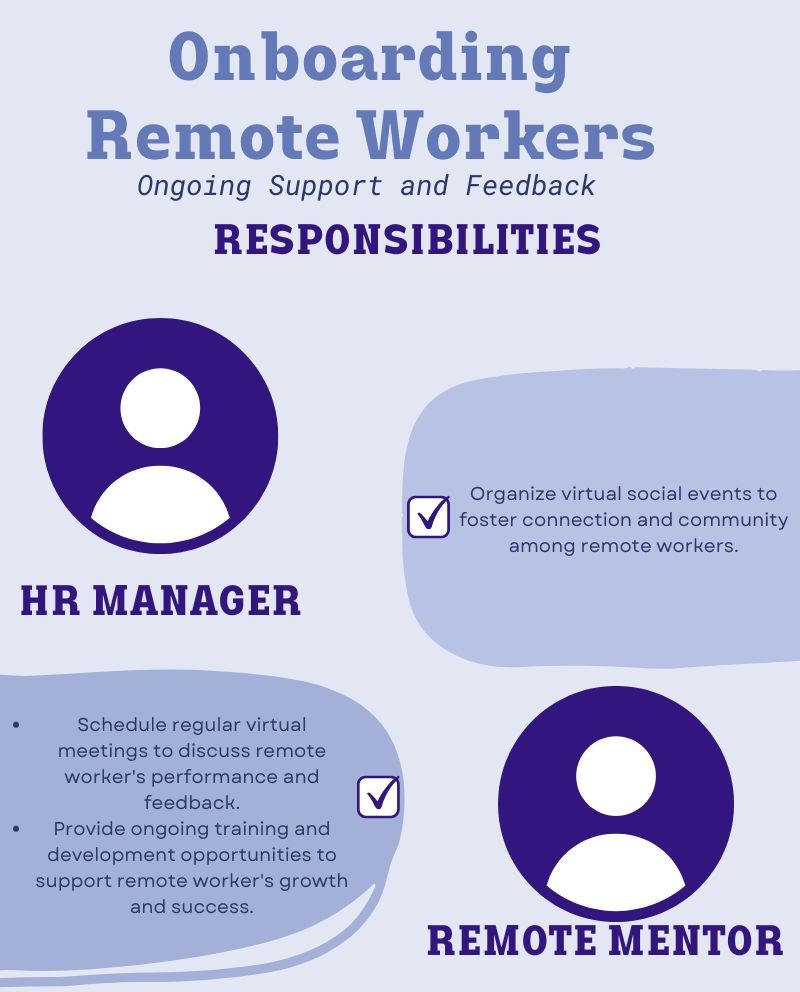 Onboarding
Remote Workers
Ongoing Support and Feedback
RESPONSIBILITIES
HR MANAGER
Organize virtual social events to
foster connection and community
among remote workers.
• Schedule regular virtual
meetings to discuss remote
worker's performance and
feedback.
• Provide ongoing training and
development opportunities to
support remote worker's growth
and success.
REMOTE MENTOR